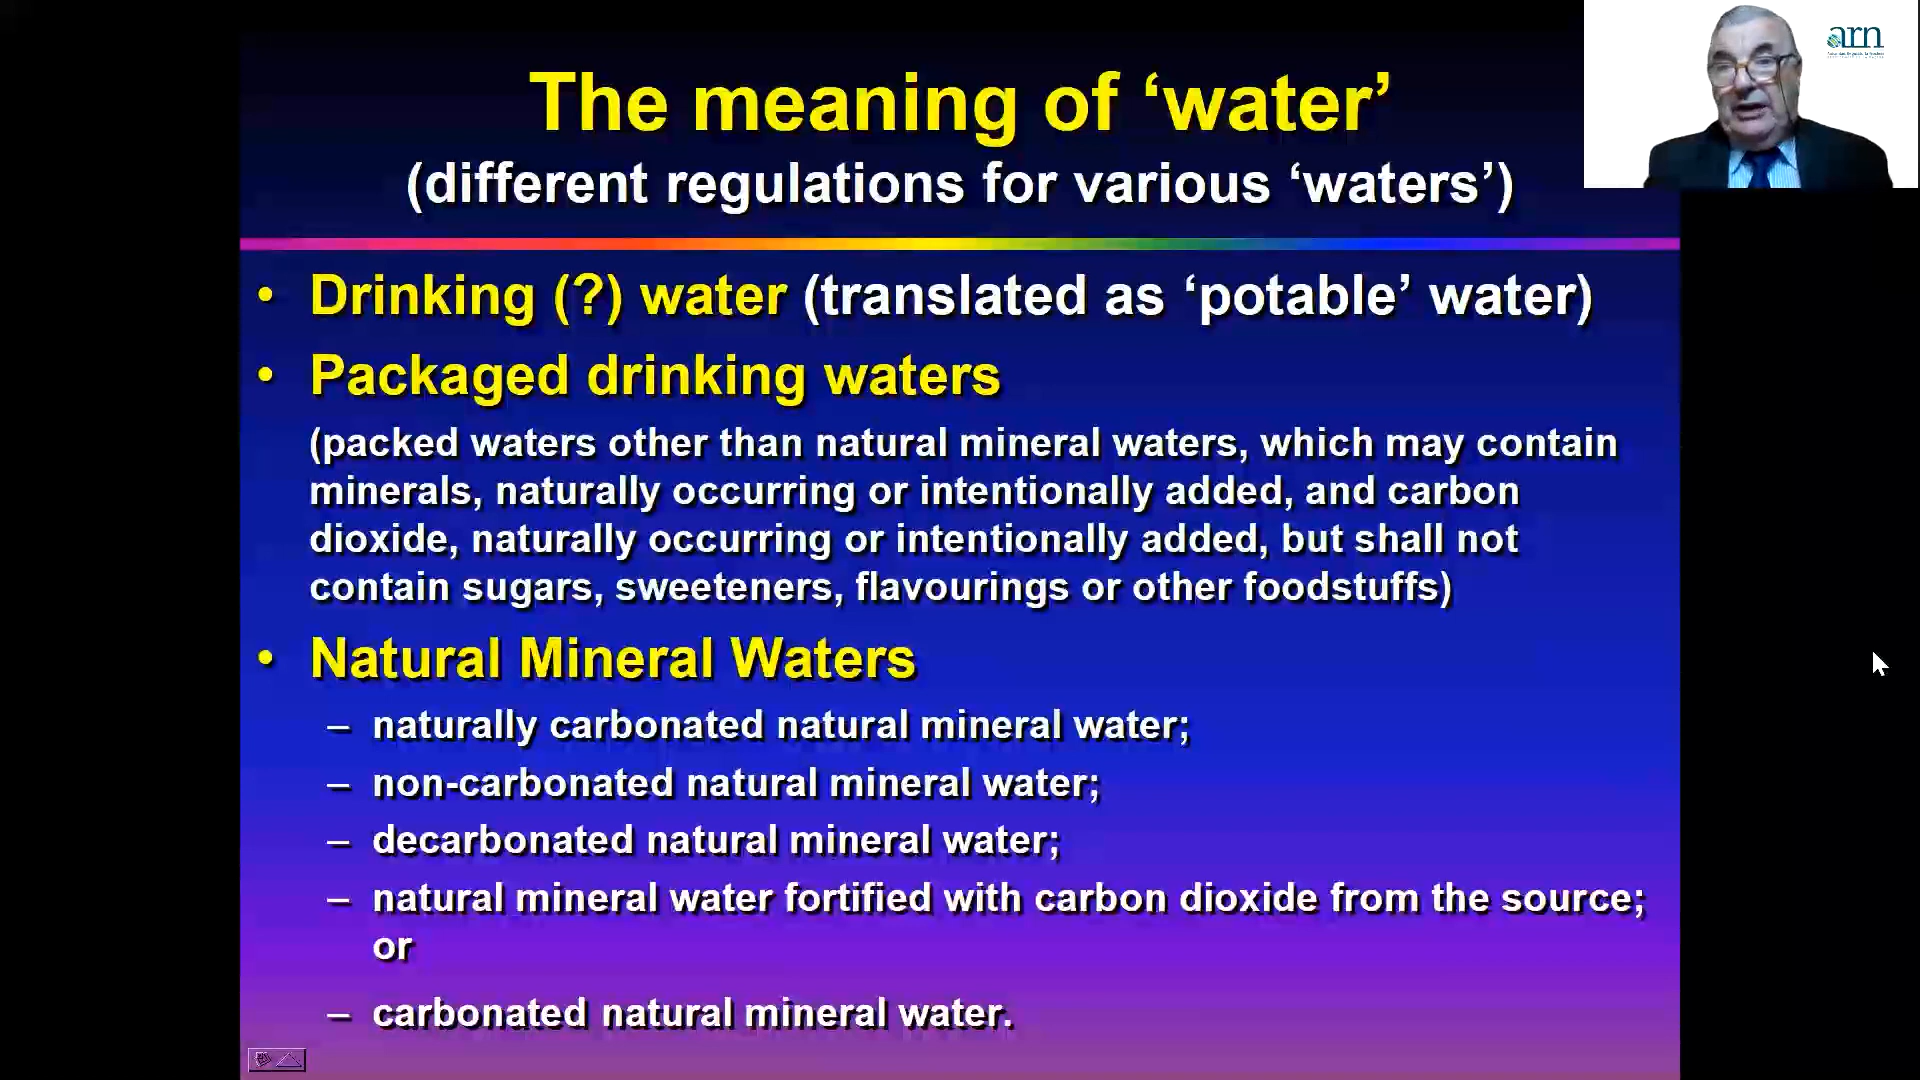 The meaning of ‘water’
(different regulations for various ‘waters’)
arn
• Drinking (?) water (translated as ‘potable’ water)
• Packaged drinking waters
(packed waters other than natural mineral waters, which may contain
minerals, naturally occurring or intentionally added, and carbon
dioxide, naturally occurring or intentionally added, but shall not
contain sugars, sweeteners, flavourings or other foodstuffs)
• Natural Mineral Waters
– naturally carbonated natural mineral water;
– non-carbonated natural mineral water;
– decarbonated natural mineral water;
– natural mineral water fortified with carbon dioxide from the source;
or
– carbonated natural mineral water.